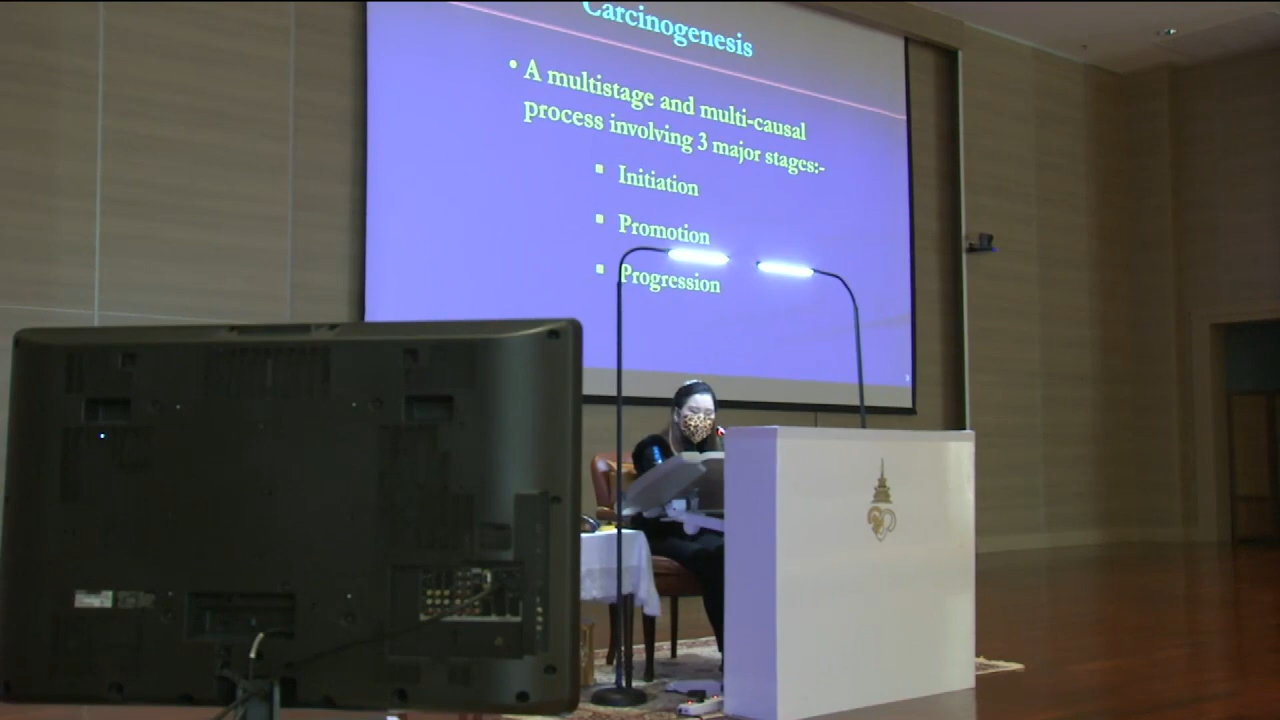 Carcinogenesis
• A multistage and multi-causal
process involving 3 major stages:-
▪ Initiation
▪ Promotion
▪ Progression